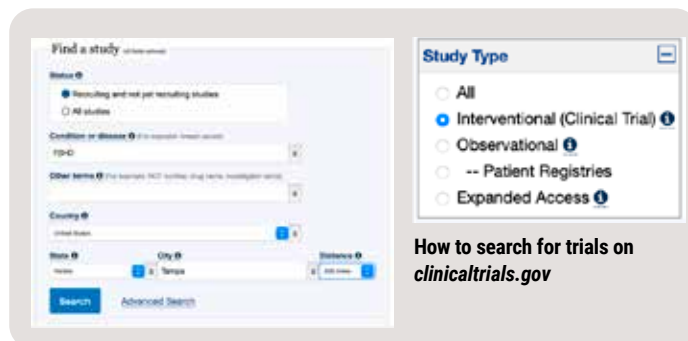 Find a study
Status
Recruiting and not yet recruiting studies
All studies
Condition or disease
FSHD
Other terms
Country
United States
State City Distance
Tampa
Search Advanced Search
Study Type
All
Interventional (Clinical Trial)
Observational
-- Patient Registries
Expanded Access
How to search for trials on
clinicaltrials.gov